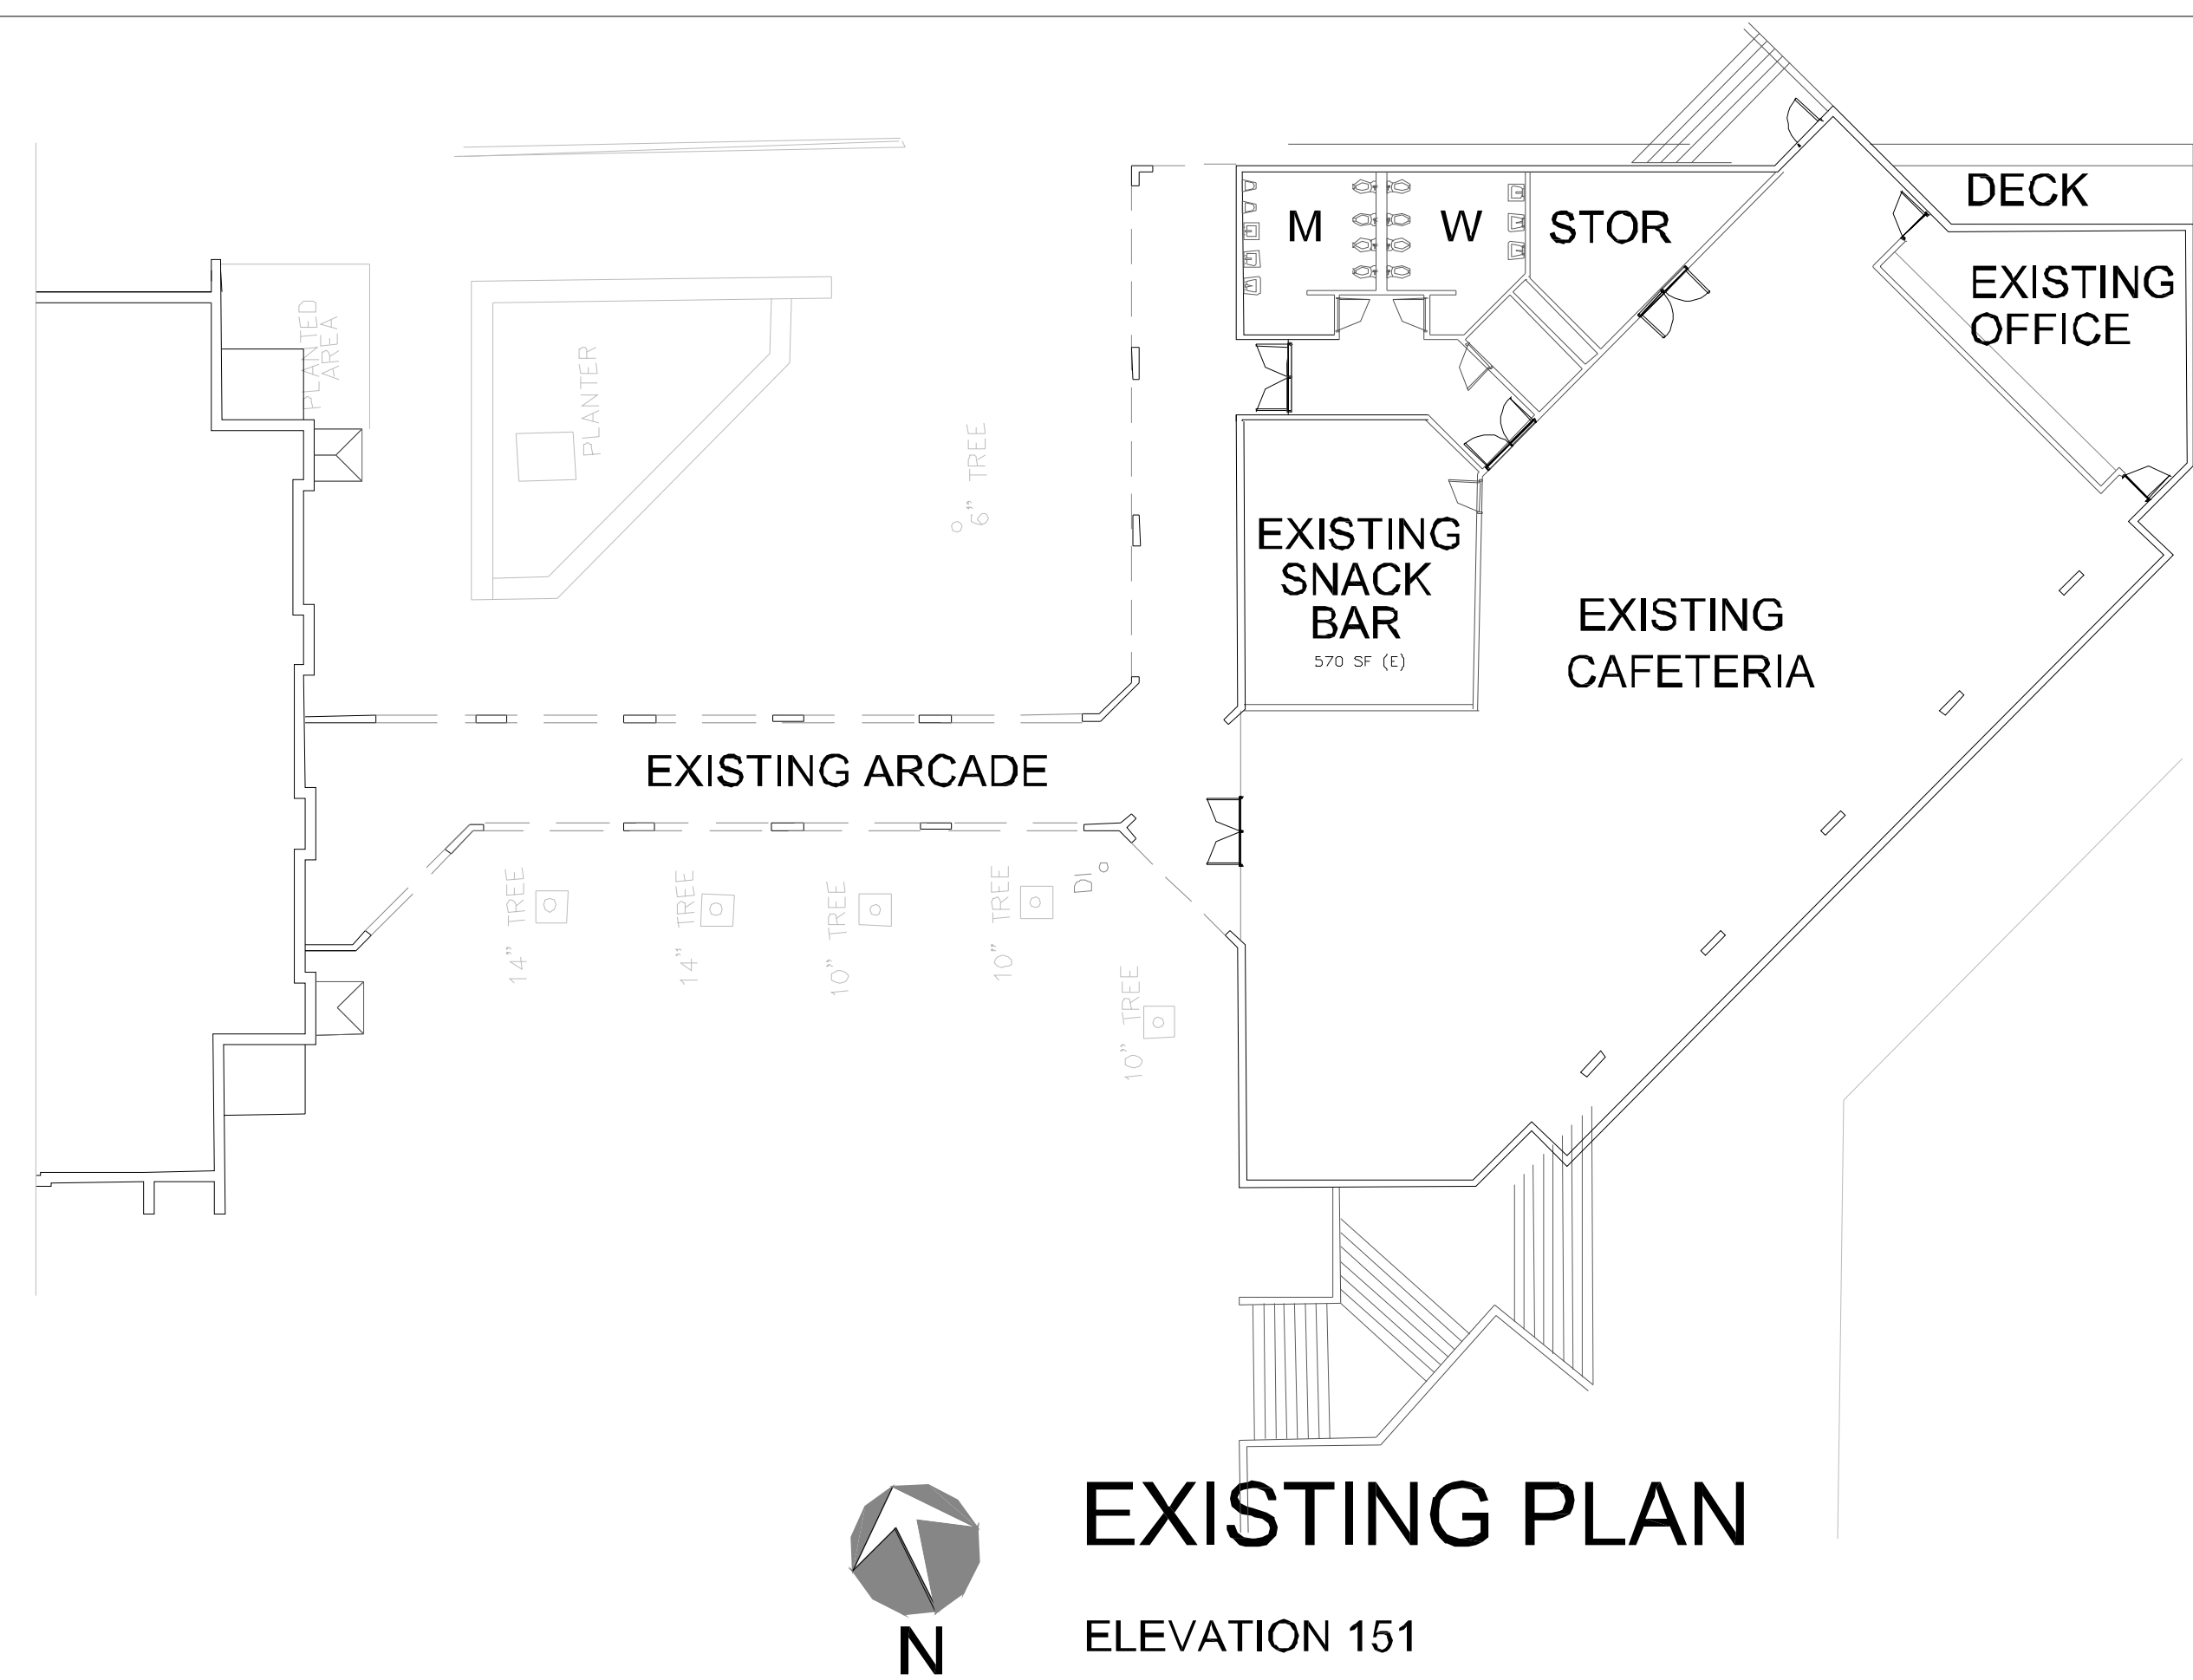 DECK
M
W
STOR
EXISTING
OFFICE
PLANTED
AREA
PLANTER
6" TREE
EXISTING
SNACK
BAR
570 SF (E)
EXISTING
CAFETERIA
EXISTING ARCADE
14" TREE
14" TREE
10" TREE
10" TREE
DI
10" TREE
EXISTING PLAN
ELEVATION 151
N